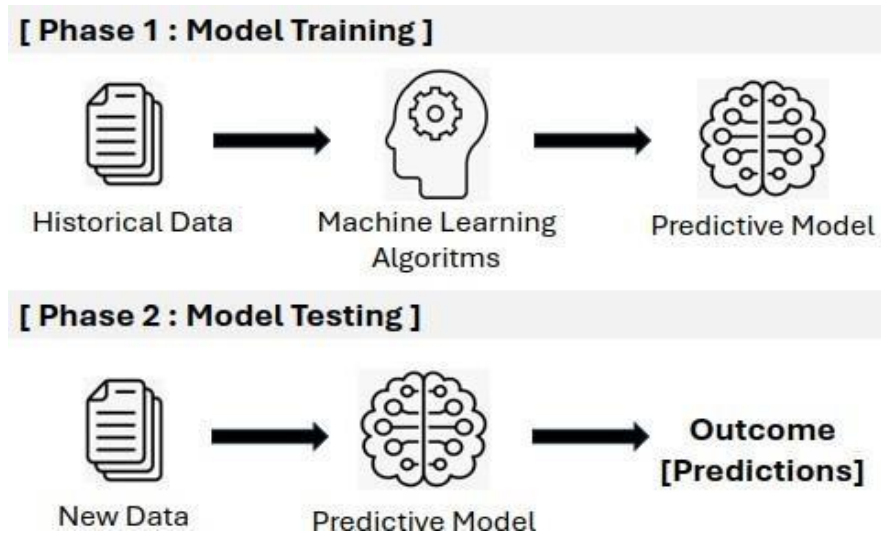 [ Phase 1 : Model Training ]
Historical Data
Machine Learning
Algoritms
Predictive Model
[ Phase 2 : Model Testing ]
New Data
Predictive Model
Outcome
[Predictions]